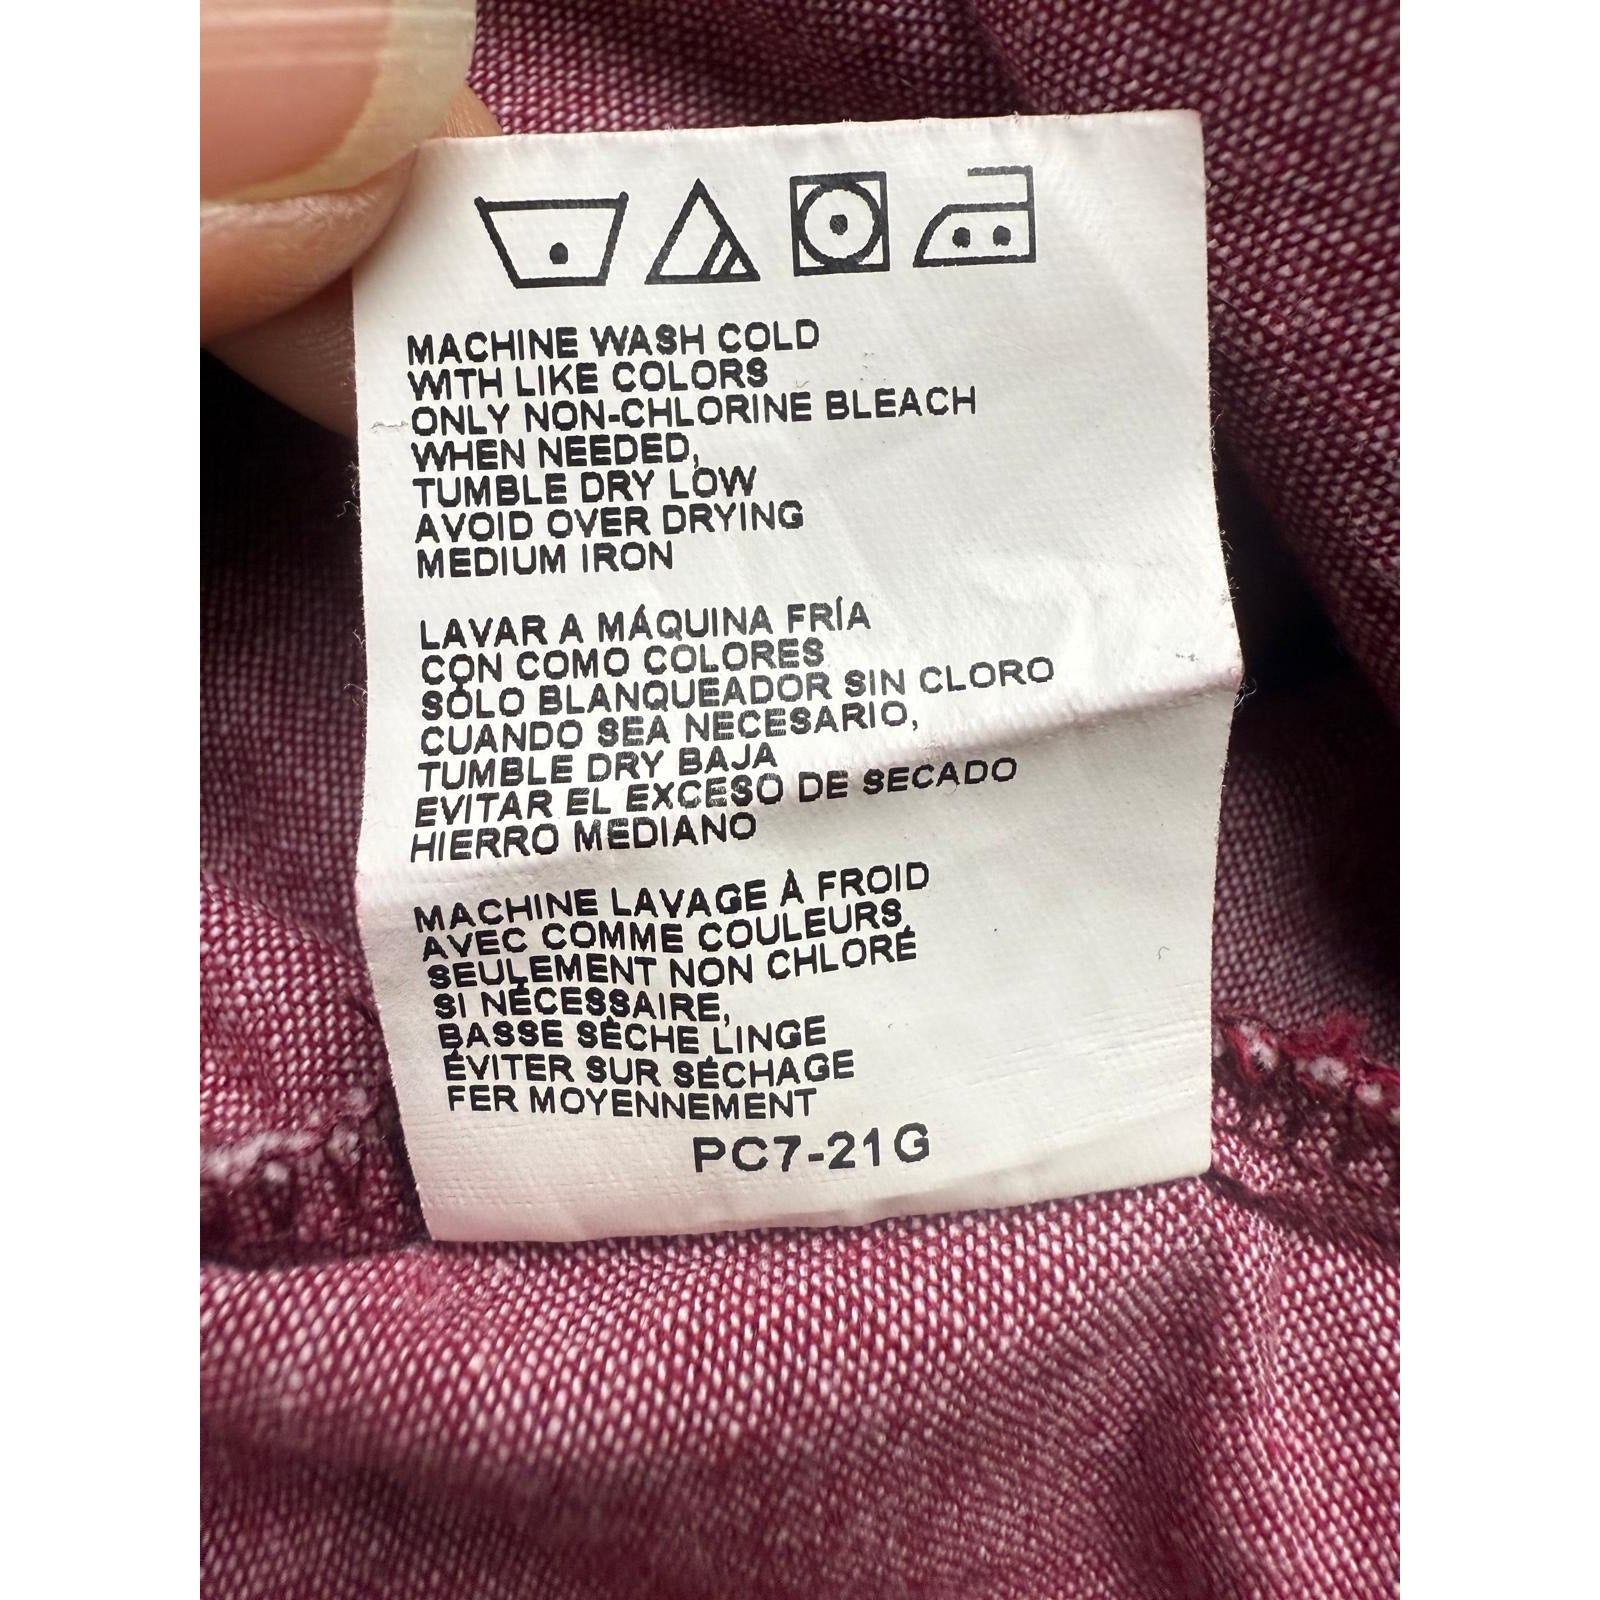 MACHINE WASH COLD
WITH LIKE COLORS
ONLY NON-CHLORINE BLEACH
WHEN NEEDED,
TUMBLE DRY LOW
AVOID OVER DRYING
MEDIUM IRON
LAVAR A MÁQUINA FRÍA
CON COMO COLORES
SÓLO BLANQUEADOR SIN CLORO
CUANDO SEA NECESARIO,
TUMBLE DRY BAJA
EVITAR EL EXCESO DE SECADO
HIERRO MEDIANO
MACHINE LAVAGE À FROID
AVEC COMME COULEURS
SEULEMENT NON CHLORÉ
SI NÉCESSAIRE,
BASSE SÈCHE LINGE
ÉVITER SUR SÉCHAGE
FER MOYENNEMENT
PC7-21G